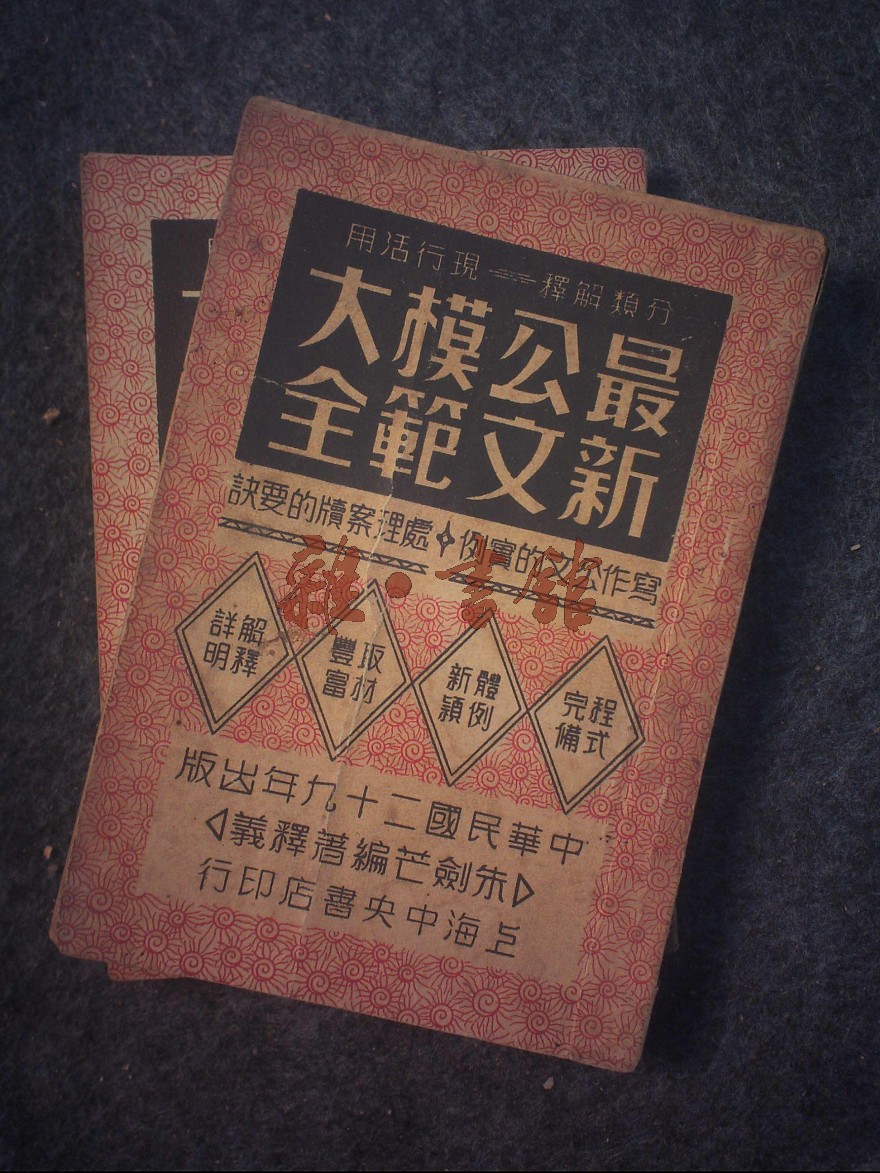 分類解釋——現行活用
最新公文模範大全
寫作公文的實例✦處理案牘的要訣
程式完備
體例新穎
取材豐富
解釋詳明
中華民國二十九年出版
▷朱劍芒編著釋義◁
上海中央書店印行
雜·書館